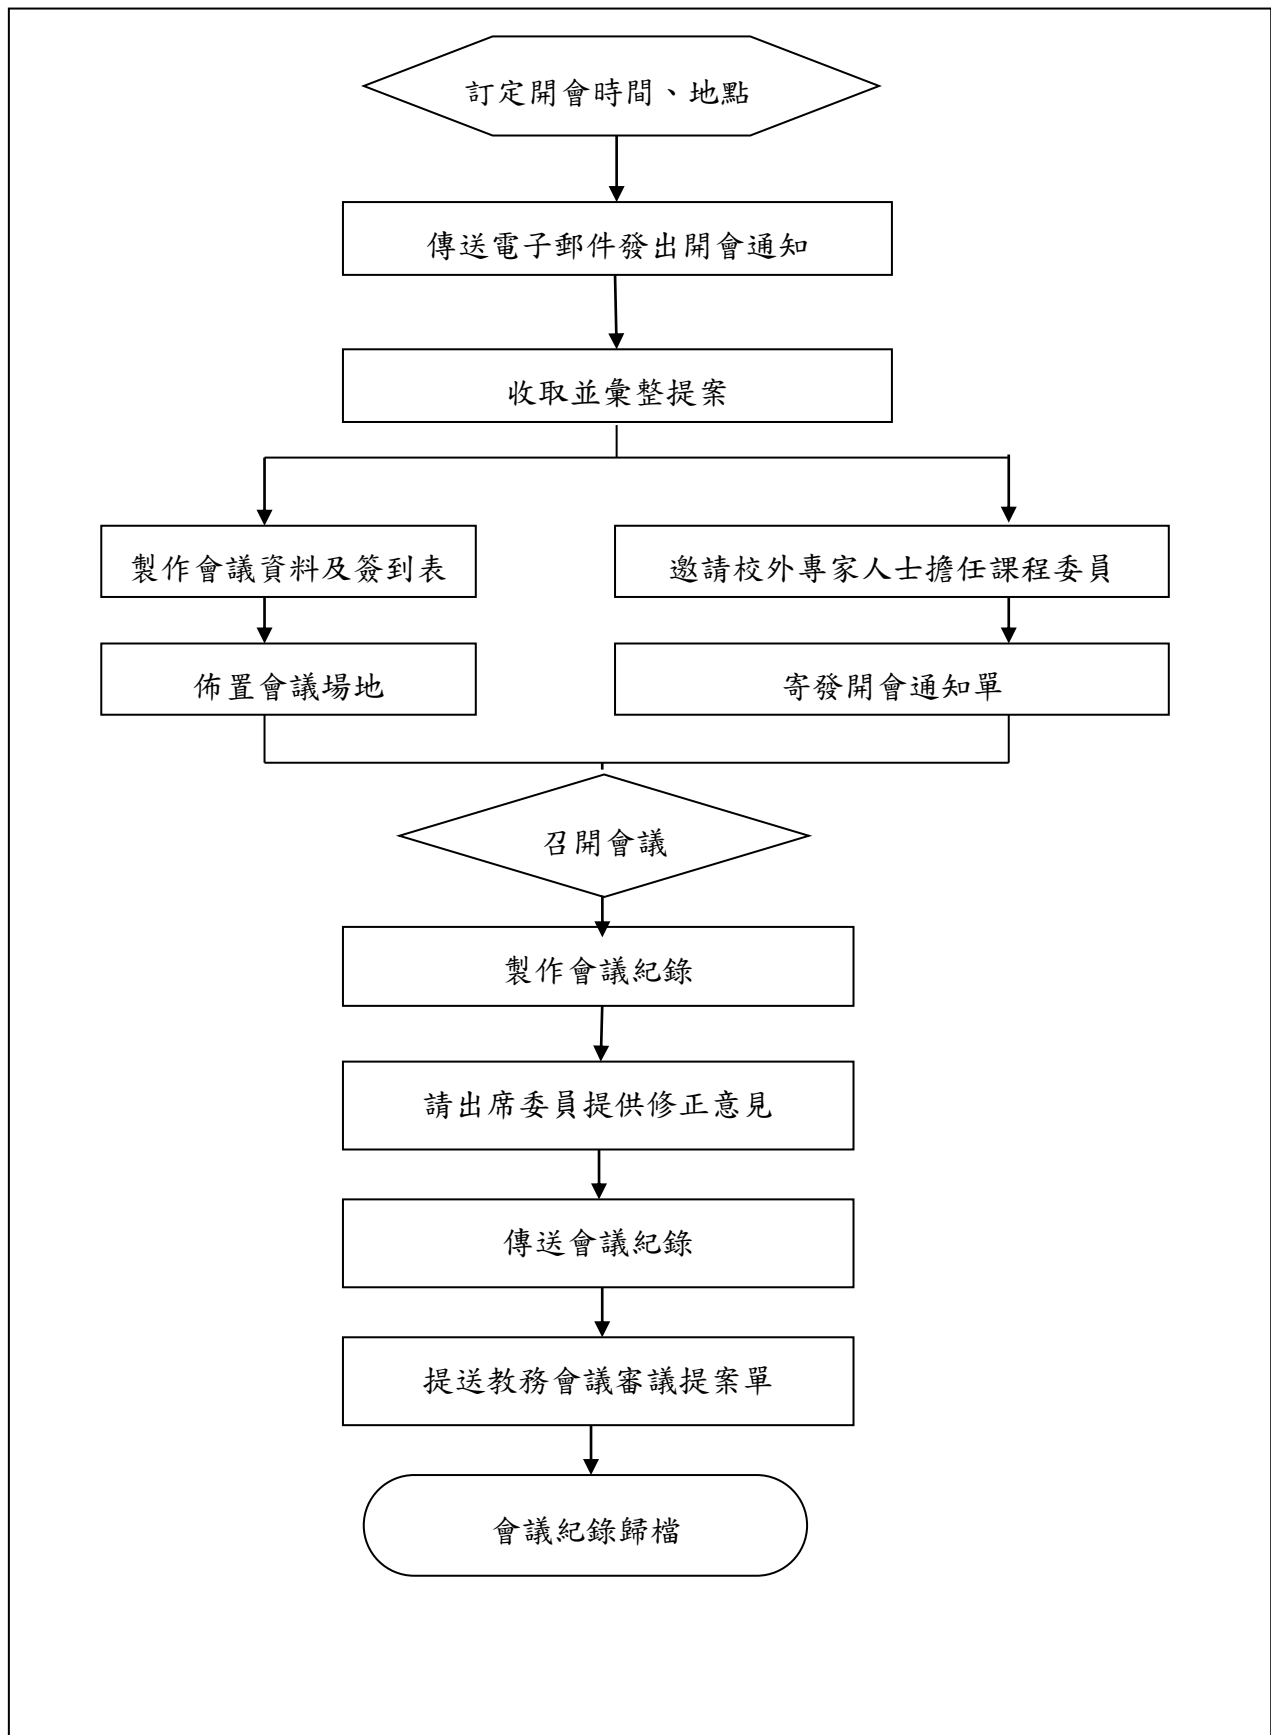 訂定開會時間、地點
傳送電子郵件發出開會通知
收取並彙整提案
製作會議資料及簽到表
邀請校外專家人士擔任課程委員
佈置會議場地
寄發開會通知單
召開會議
製作會議紀錄
請出席委員提供修正意見
傳送會議紀錄
提送教務會議審議提案單
會議紀錄歸檔